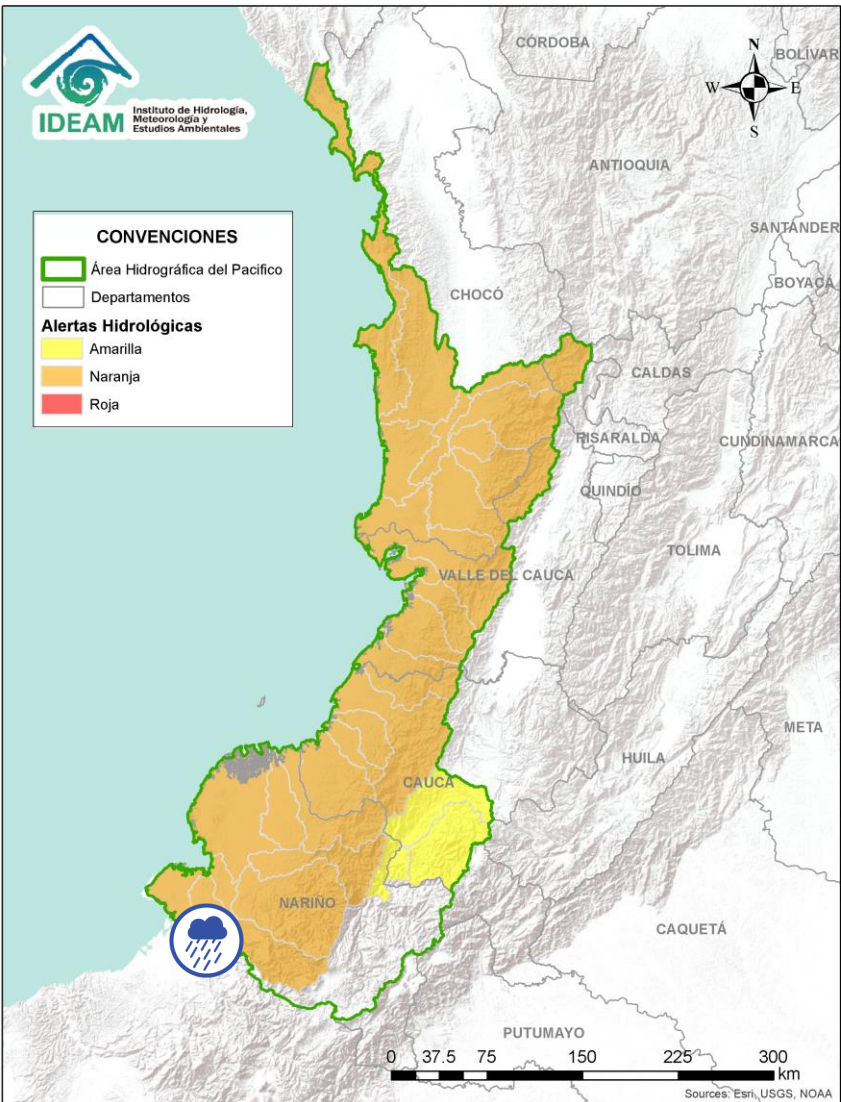 IDEAM
Instituto de Hidrología,
Meteorología y
Estudios Ambientales
CÓRDOBA
BOLIVAR
N
W
E
S
ANTIOQUIA
SANTANDER
BOYACÁ
CONVENCIONES
Área Hidrográfica del Pacifico
Departamentos
Alertas Hidrológicas
Amarilla
Naranja
Roja
CHOCÓ
CALDAS
RISARALDA
CUNDINAMARCA
QUINDÍO
TOLIMA
VALLE DEL CAUCA
META
HUILA
CAUCA
NARIÑO
CAQUETÁ
PUTUMAYO
0 37.5 75 150 225 300
km
Sources: Esri, USGS, NOAA